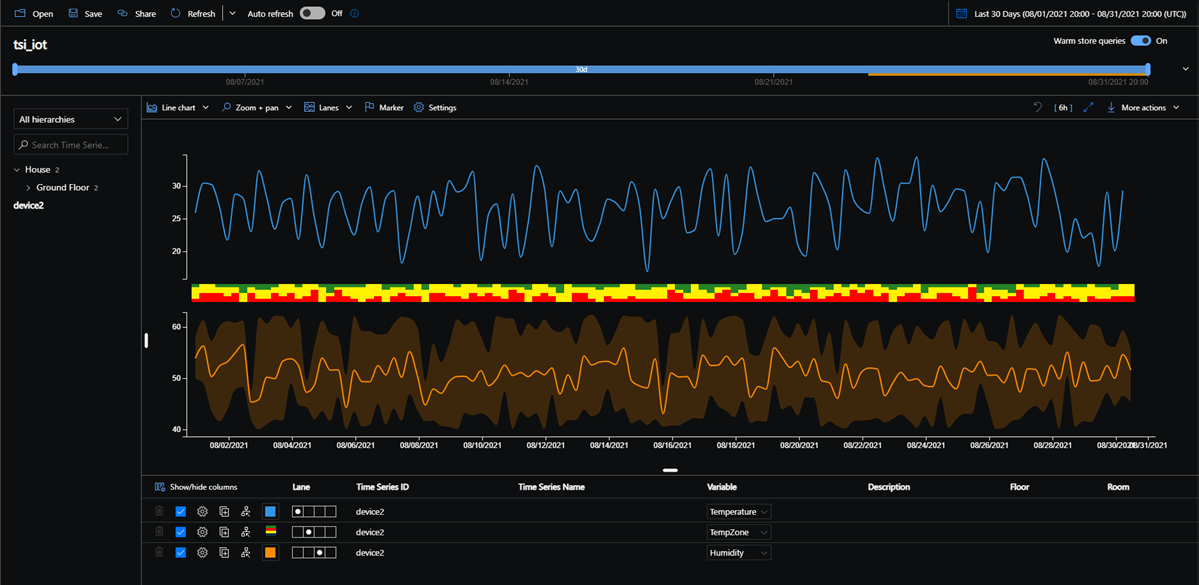 Open Save Share Refresh Auto refresh Off Last 30 Days (08/01/2021 20:00 - 08/31/2021 20:00 (UTC))
tsi_iot
Warm store queries On
30d
08/07/2021 08/14/2021 08/21/2021 08/31/2021 20:00
All hierarchies
Search Time Serie...
House 2
Ground Floor 2
device2
Line chart Zoom + pan Lanes Marker Settings [ 6h ] More actions
30
25
20
60
50
40
08/02/2021 08/04/2021 08/06/2021 08/08/2021 08/10/2021 08/12/2021 08/14/2021 08/16/2021 08/18/2021 08/20/2021 08/22/2021 08/24/2021 08/26/2021 08/28/2021 08/31/2021
Show/hide columns Lane Time Series ID Time Series Name Variable Description Floor Room
device2 Temperature
device2 TempZone
device2 Humidity